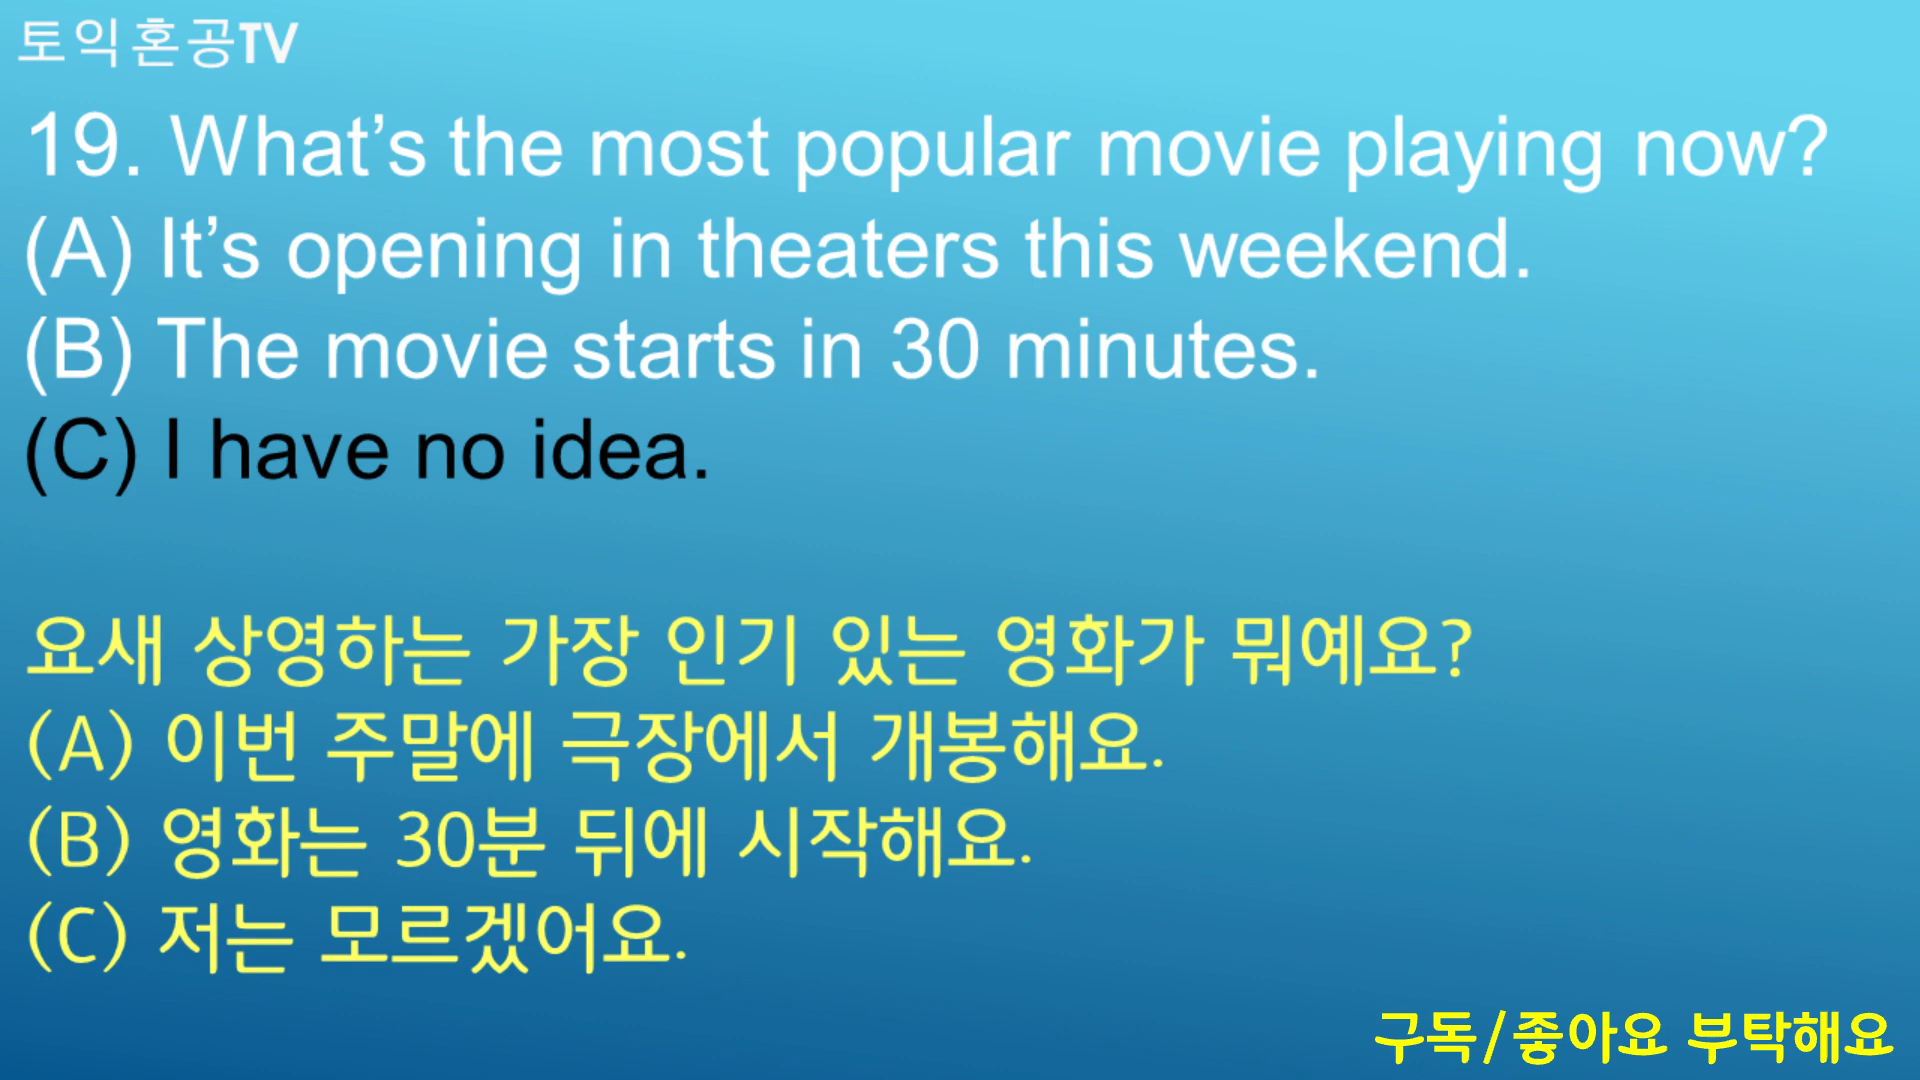 토익혼공TV
19. What’s the most popular movie playing now?
(A) It’s opening in theaters this weekend.
(B) The movie starts in 30 minutes.
(C) I have no idea.
요새 상영하는 가장 인기 있는 영화가 뭐예요?
(A) 이번 주말에 극장에서 개봉해요.
(B) 영화는 30분 뒤에 시작해요.
(C) 저는 모르겠어요.
구독/좋아요 부탁해요